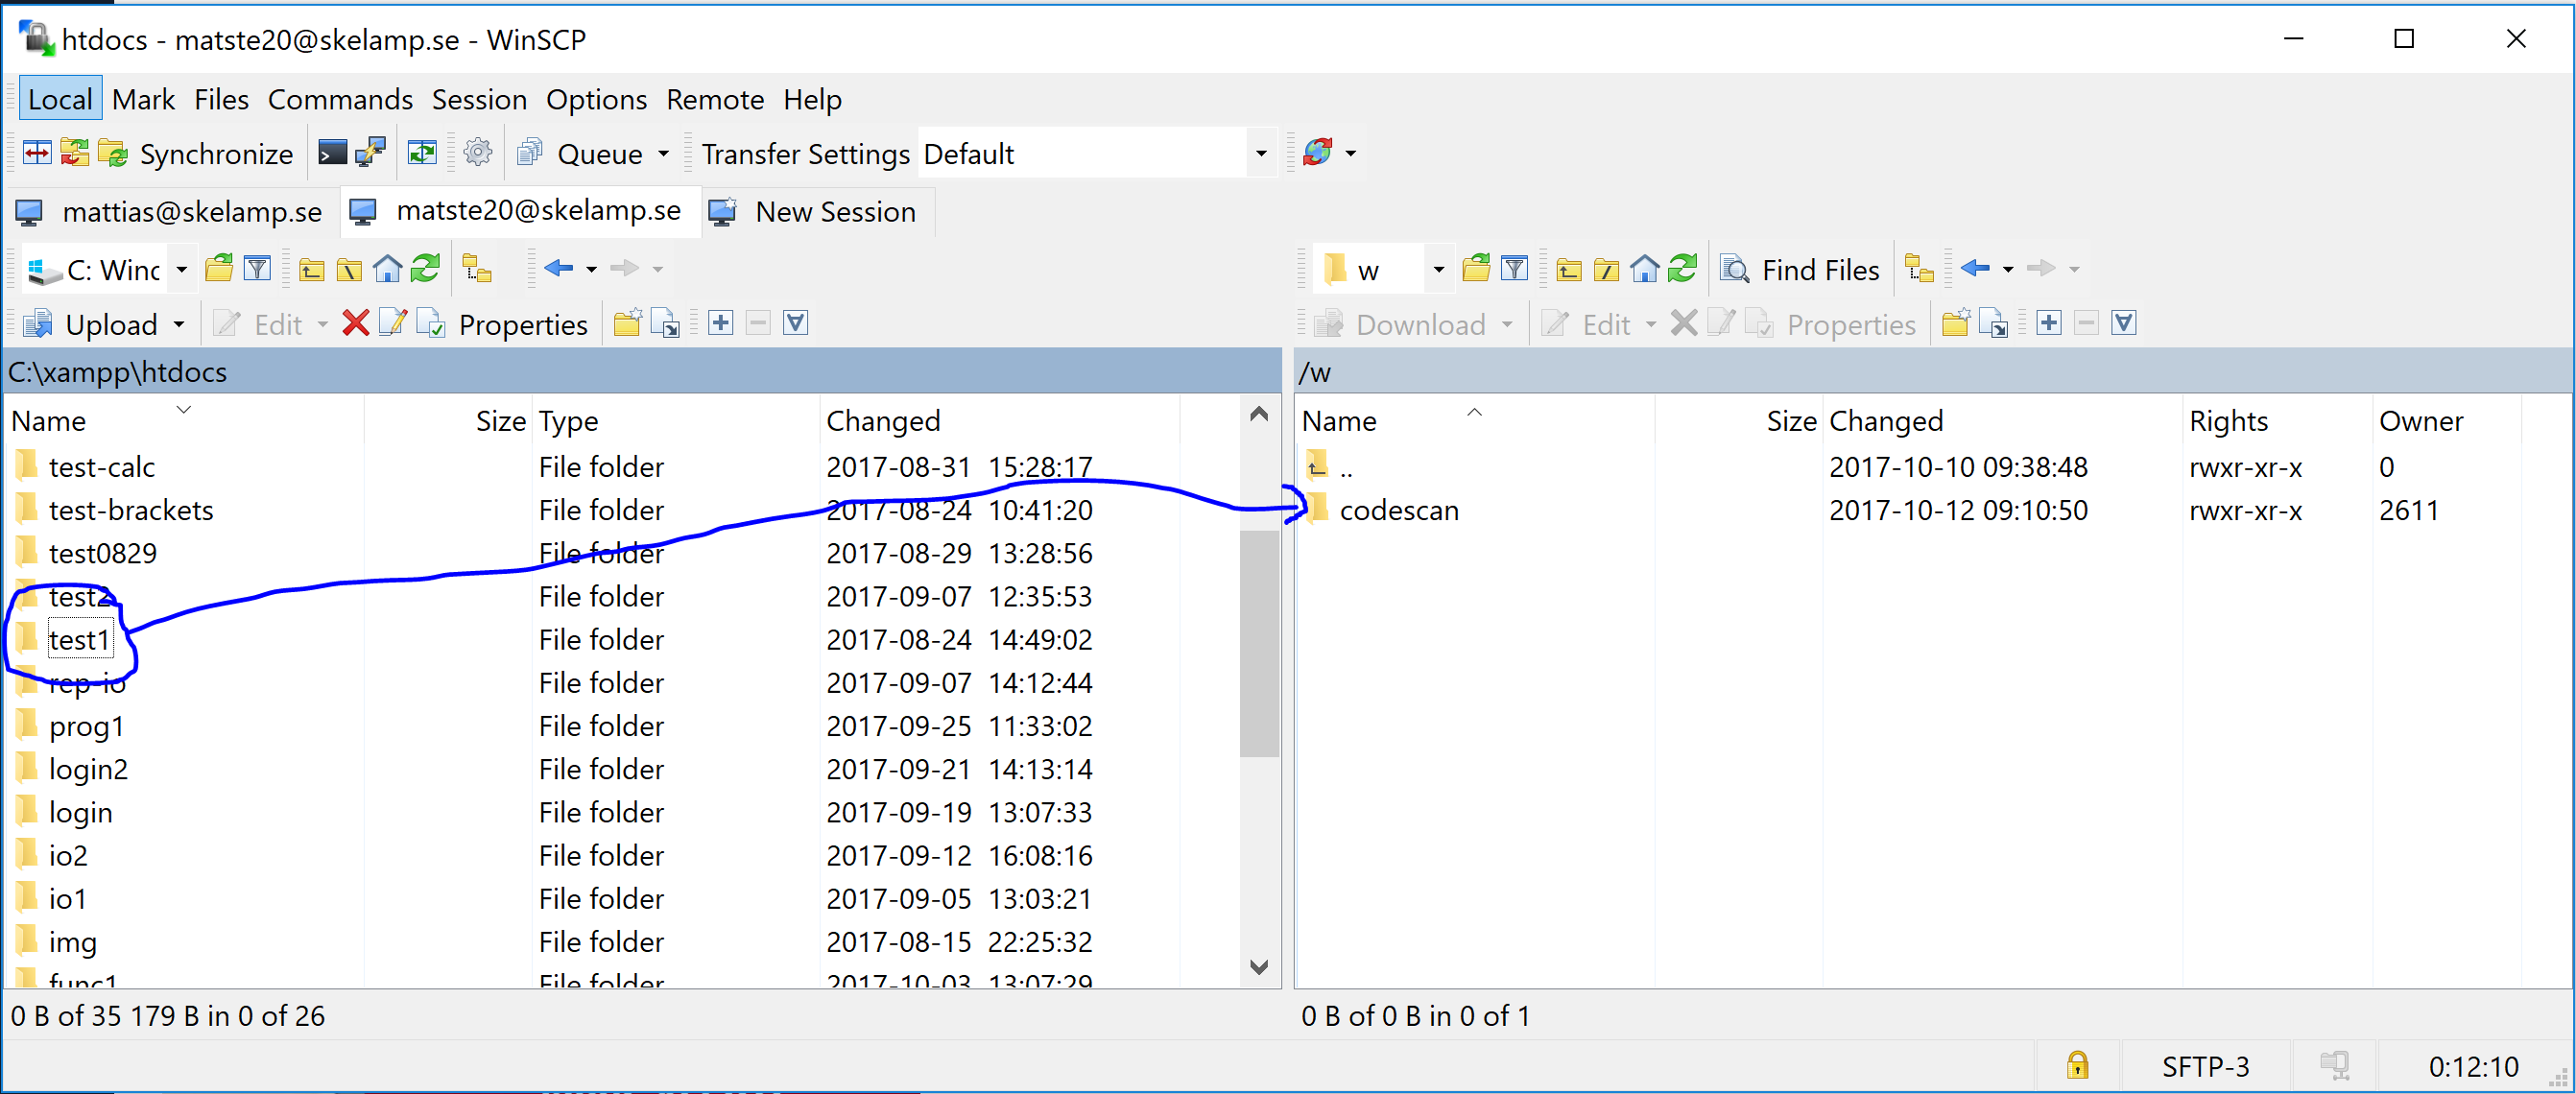 htdocs - matste20@skelamp.se - WinSCP
Local Mark Files Commands Session Options Remote Help
Synchronize Queue Transfer Settings Default
mattias@skelamp.se matste20@skelamp.se New Session
C: Winc w Find Files
Upload Edit Properties Download Edit Properties
C:\xampp\htdocs /w
Name Size Type Changed Name Size Changed Rights Owner
test-calc File folder 2017-08-31 15:28:17 .. 2017-10-10 09:38:48 rwxr-xr-x 0
test-brackets File folder 2017-08-24 10:41:20 codescan 2017-10-12 09:10:50 rwxr-xr-x 2611
test0829 File folder 2017-08-29 13:28:56
test2 File folder 2017-09-07 12:35:53
test1 File folder 2017-08-24 14:49:02
rep-io File folder 2017-09-07 14:12:44
prog1 File folder 2017-09-25 11:33:02
login2 File folder 2017-09-21 14:13:14
login File folder 2017-09-19 13:07:33
io2 File folder 2017-09-12 16:08:16
io1 File folder 2017-09-05 13:03:21
img File folder 2017-08-15 22:25:32
func1 File folder 2017-10-03 13:07:29
0 B of 35 179 B in 0 of 26 0 B of 0 B in 0 of 1
SFTP-3 0:12:10